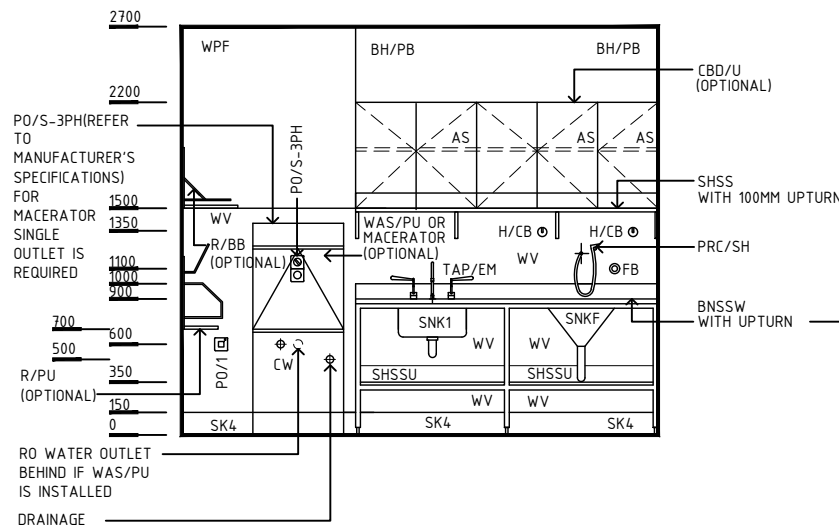 2700
WPF
BH/PB
BH/PB
CBD/U
(OPTIONAL)
2200
PO/S-3PH(REFER
TO
MANUFACTURER'S
SPECIFICATIONS)
FOR
MACERATOR
SINGLE
OUTLET IS
REQUIRED
PO/S-3PH
AS
AS
AS
SHSS
WITH 100MM UPTURN
1500
1350
1100
1000
900
WV
R/BB
(OPTIONAL)
WAS/PU OR
MACERATOR
(OPTIONAL)
H/CB
H/CB
WV
PRC/SH
TAP/EM
FB
BNSSW
WITH UPTURN
700
600
500
350
150
0
R/PU
(OPTIONAL)
PO/1
CW
SNK1
SNKF
WV
WV
SHSSU
SHSSU
WV
WV
SK4
SK4
SK4
RO WATER OUTLET
BEHIND IF WAS/PU
IS INSTALLED
DRAINAGE